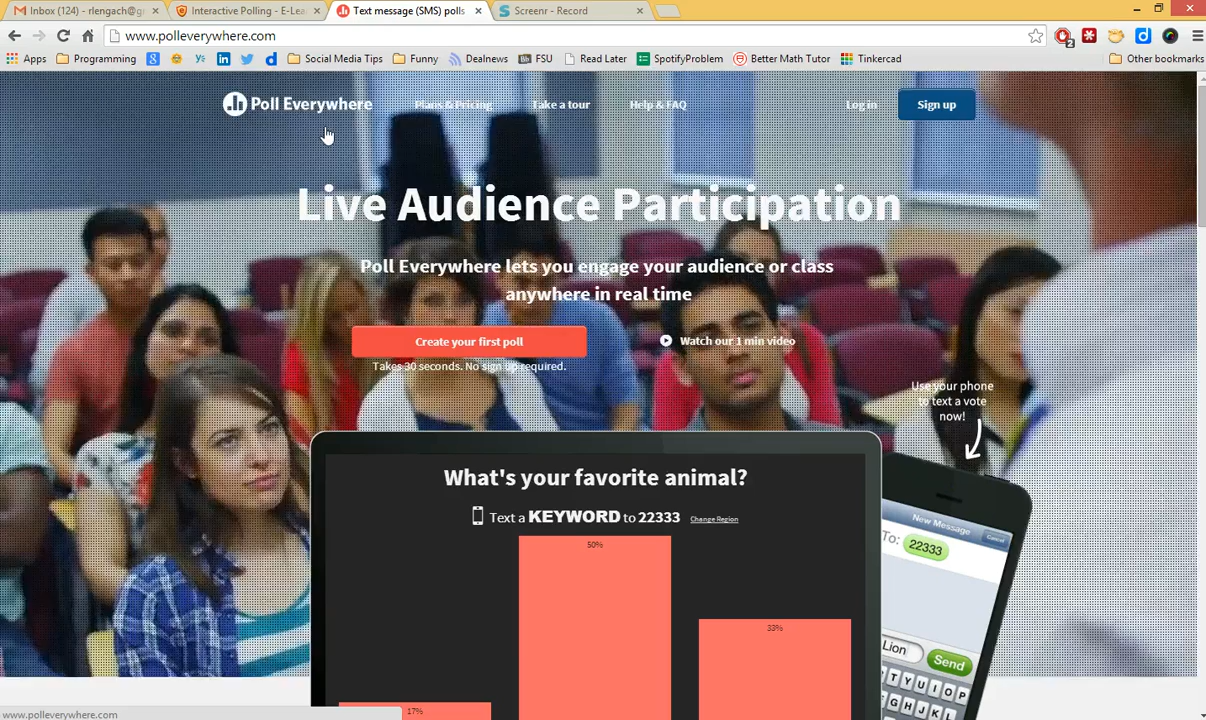 Inbox (124) - rlengach@g
Interactive Polling - E-Lea
Text message (SMS) polls
Screenr - Record
www.polleverywhere.com
Apps
Programming
Social Media Tips
Funny
Dealnews
FSU
Read Later
SpotifyProblem
Better Math Tutor
Tinkercad
Other bookmarks
Poll Everywhere
Plans & Pricing
Take a tour
Help & FAQ
Log in
Sign up
Live Audience Participation
Poll Everywhere lets you engage your audience or class
anywhere in real time
Create your first poll
Watch our 1 min video
Takes 30 seconds. No sign up required.
Use your phone
to text a vote
now!
What's your favorite animal?
Text a KEYWORD to 22333 Change Region
50%
33%
17%
New Message
Cancel
To: 22333
Lion
Send
T Y U I O P
G H J K L
www.polleverywhere.com